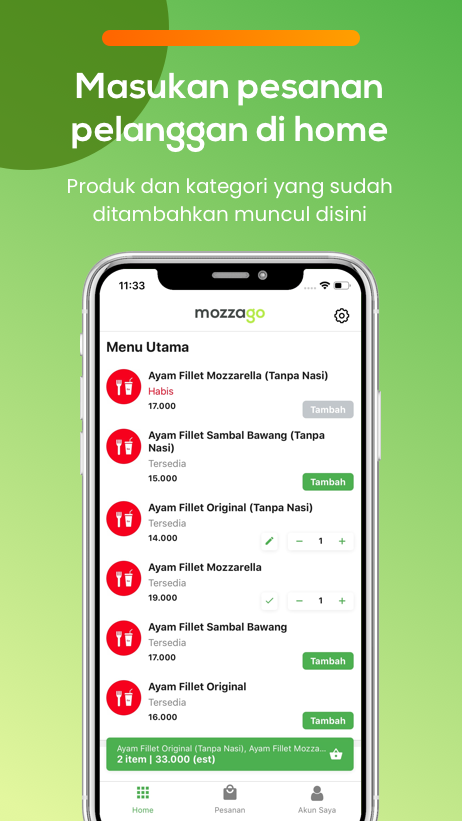 Masukan pesanan
pelanggan di home
Produk dan kategori yang sudah
ditambahkan muncul disini
11:33
mozzago
Menu Utama
Ayam Fillet Mozzarella (Tanpa Nasi)
Habis
17.000
Tambah
Ayam Fillet Sambal Bawang (Tanpa
Nasi)
Tersedia
15.000
Tambah
Ayam Fillet Original (Tanpa Nasi)
Tersedia
14.000
− 1 +
Ayam Fillet Mozzarella
Tersedia
19.000
− 1 +
Ayam Fillet Sambal Bawang
Tersedia
17.000
Tambah
Ayam Fillet Original
Tersedia
16.000
Tambah
Ayam Fillet Original (Tanpa Nasi), Ayam Fillet Mozza...
2 item | 33.000 (est)
Home
Pesanan
Akun Saya